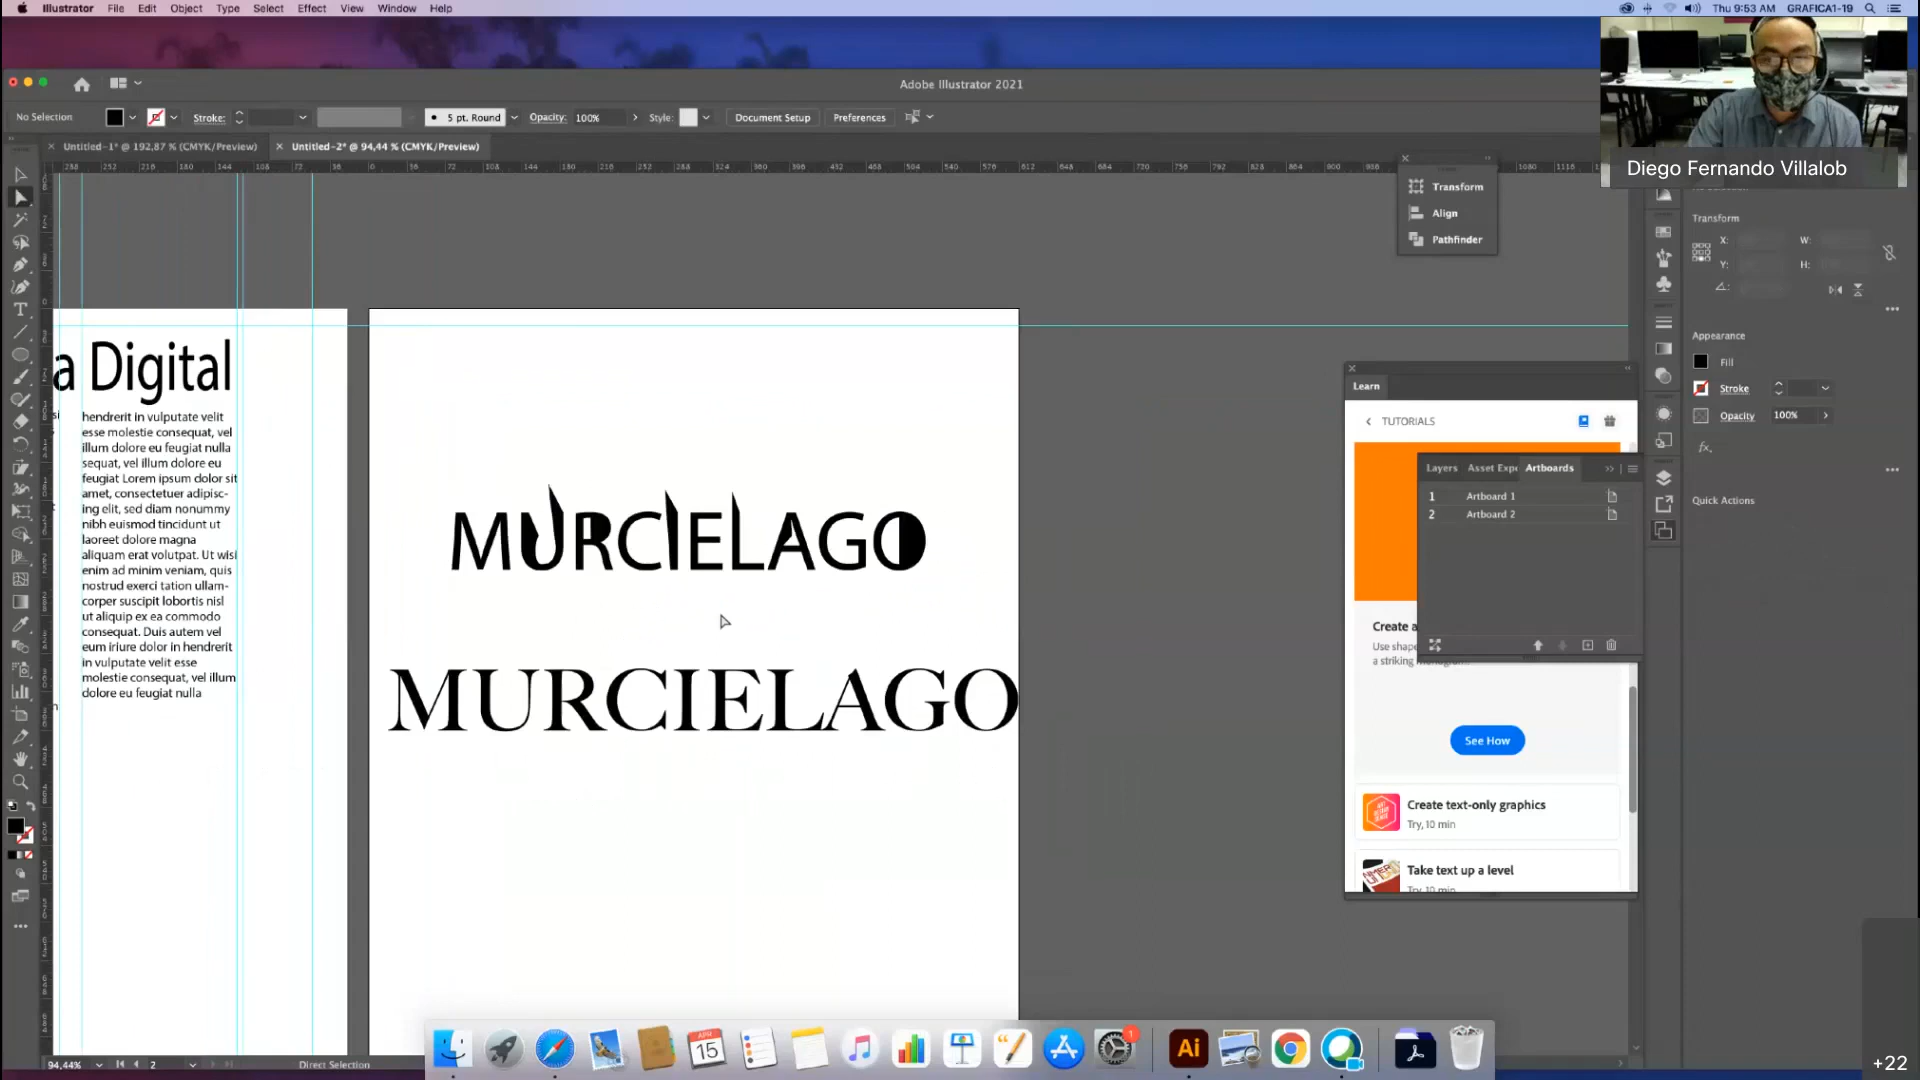 Illustrator File Edit Object Type Select Effect View Window Help
Thu 9:53 AM GRAFICA1-19
Adobe Illustrator 2021
No Selection
Stroke:
5 pt. Round
Opacity: 100%
Style:
Document Setup
Preferences
Untitled-1* @ 192,87 % (CMYK/Preview)
Untitled-2* @ 94,44 % (CMYK/Preview)
Diego Fernando Villalob
Transform
Align
Pathfinder
Transform
X:
W:
Y:
H:
Appearance
Fill
Stroke
Opacity 100%
fx
Quick Actions
a Digital
hendrerit in vulputate velit
esse molestie consequat, vel
illum dolore eu feugiat nulla
sequat, vel illum dolore eu
feugiat Lorem ipsum dolor sit
amet, consectetuer adipisc-
ing elit, sed diam nonummy
nibh euismod tincidunt ut
laoreet dolore magna
aliquam erat volutpat. Ut wisi
enim ad minim veniam, quis
nostrud exerci tation ullam-
corper suscipit lobortis nisl
ut aliquip ex ea commodo
consequat. Duis autem vel
eum iriure dolor in hendrerit
in vulputate velit esse
molestie consequat, vel illum
dolore eu feugiat nulla
MURCIELAGO
MURCIELAGO
Learn
TUTORIALS
Layers Asset Expo Artboards
1 Artboard 1
2 Artboard 2
Create a
Use shape
a striking
See How
Create text-only graphics
Try, 10 min
Take text up a level
Try, 10 min
94,44% 2 Direct Selection
APR
15
1
Ai
+22